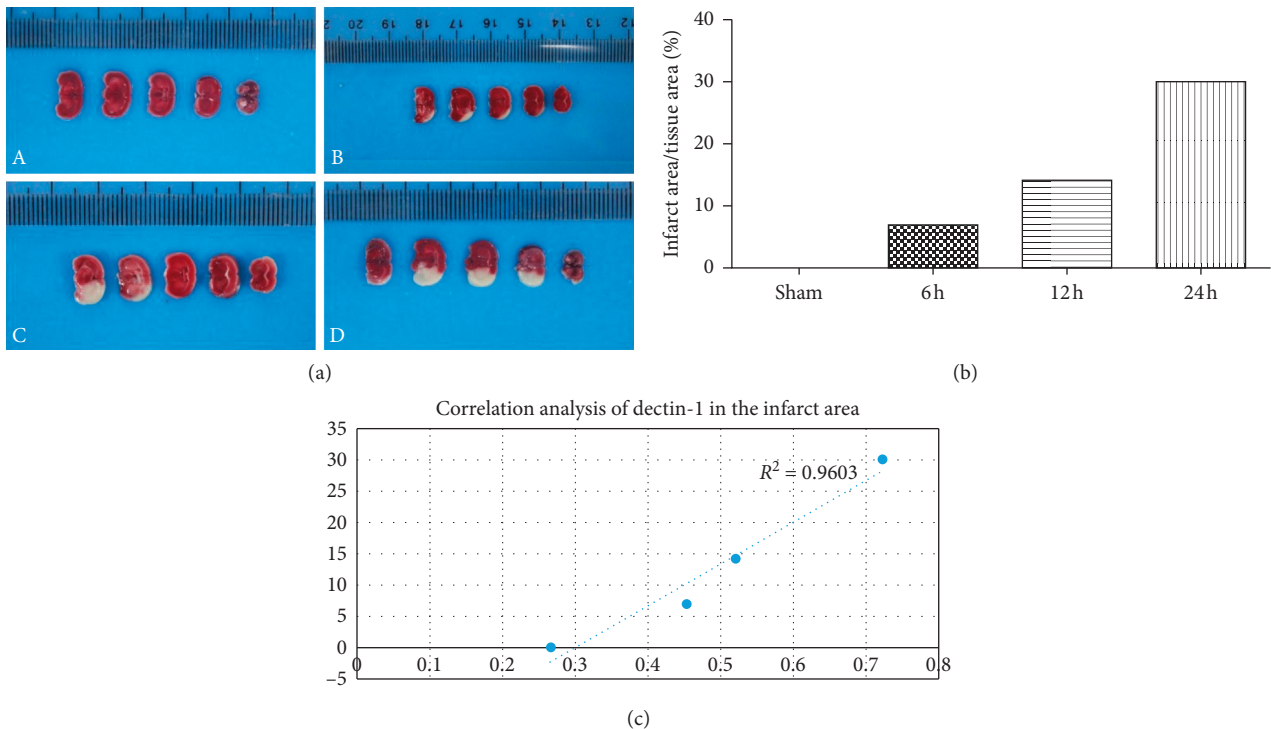 A
20 19 18 17 16 15 14 13 12
B
C
D
(a)
Infarct area/tissue area (%)
40
30
20
10
0
Sham 6 h 12 h 24 h
(b)
Correlation analysis of dectin-1 in the infarct area
35
30
25
20
15
10
5
0
−5
0 0.1 0.2 0.3 0.4 0.5 0.6 0.7 0.8
R² = 0.9603
(c)